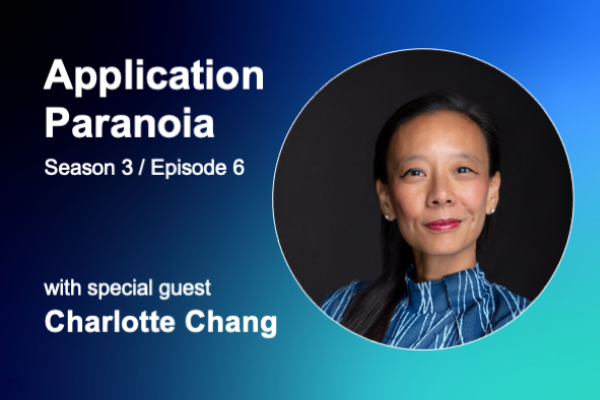 Application
Paranoia
Season 3 / Episode 6
with special guest
Charlotte Chang